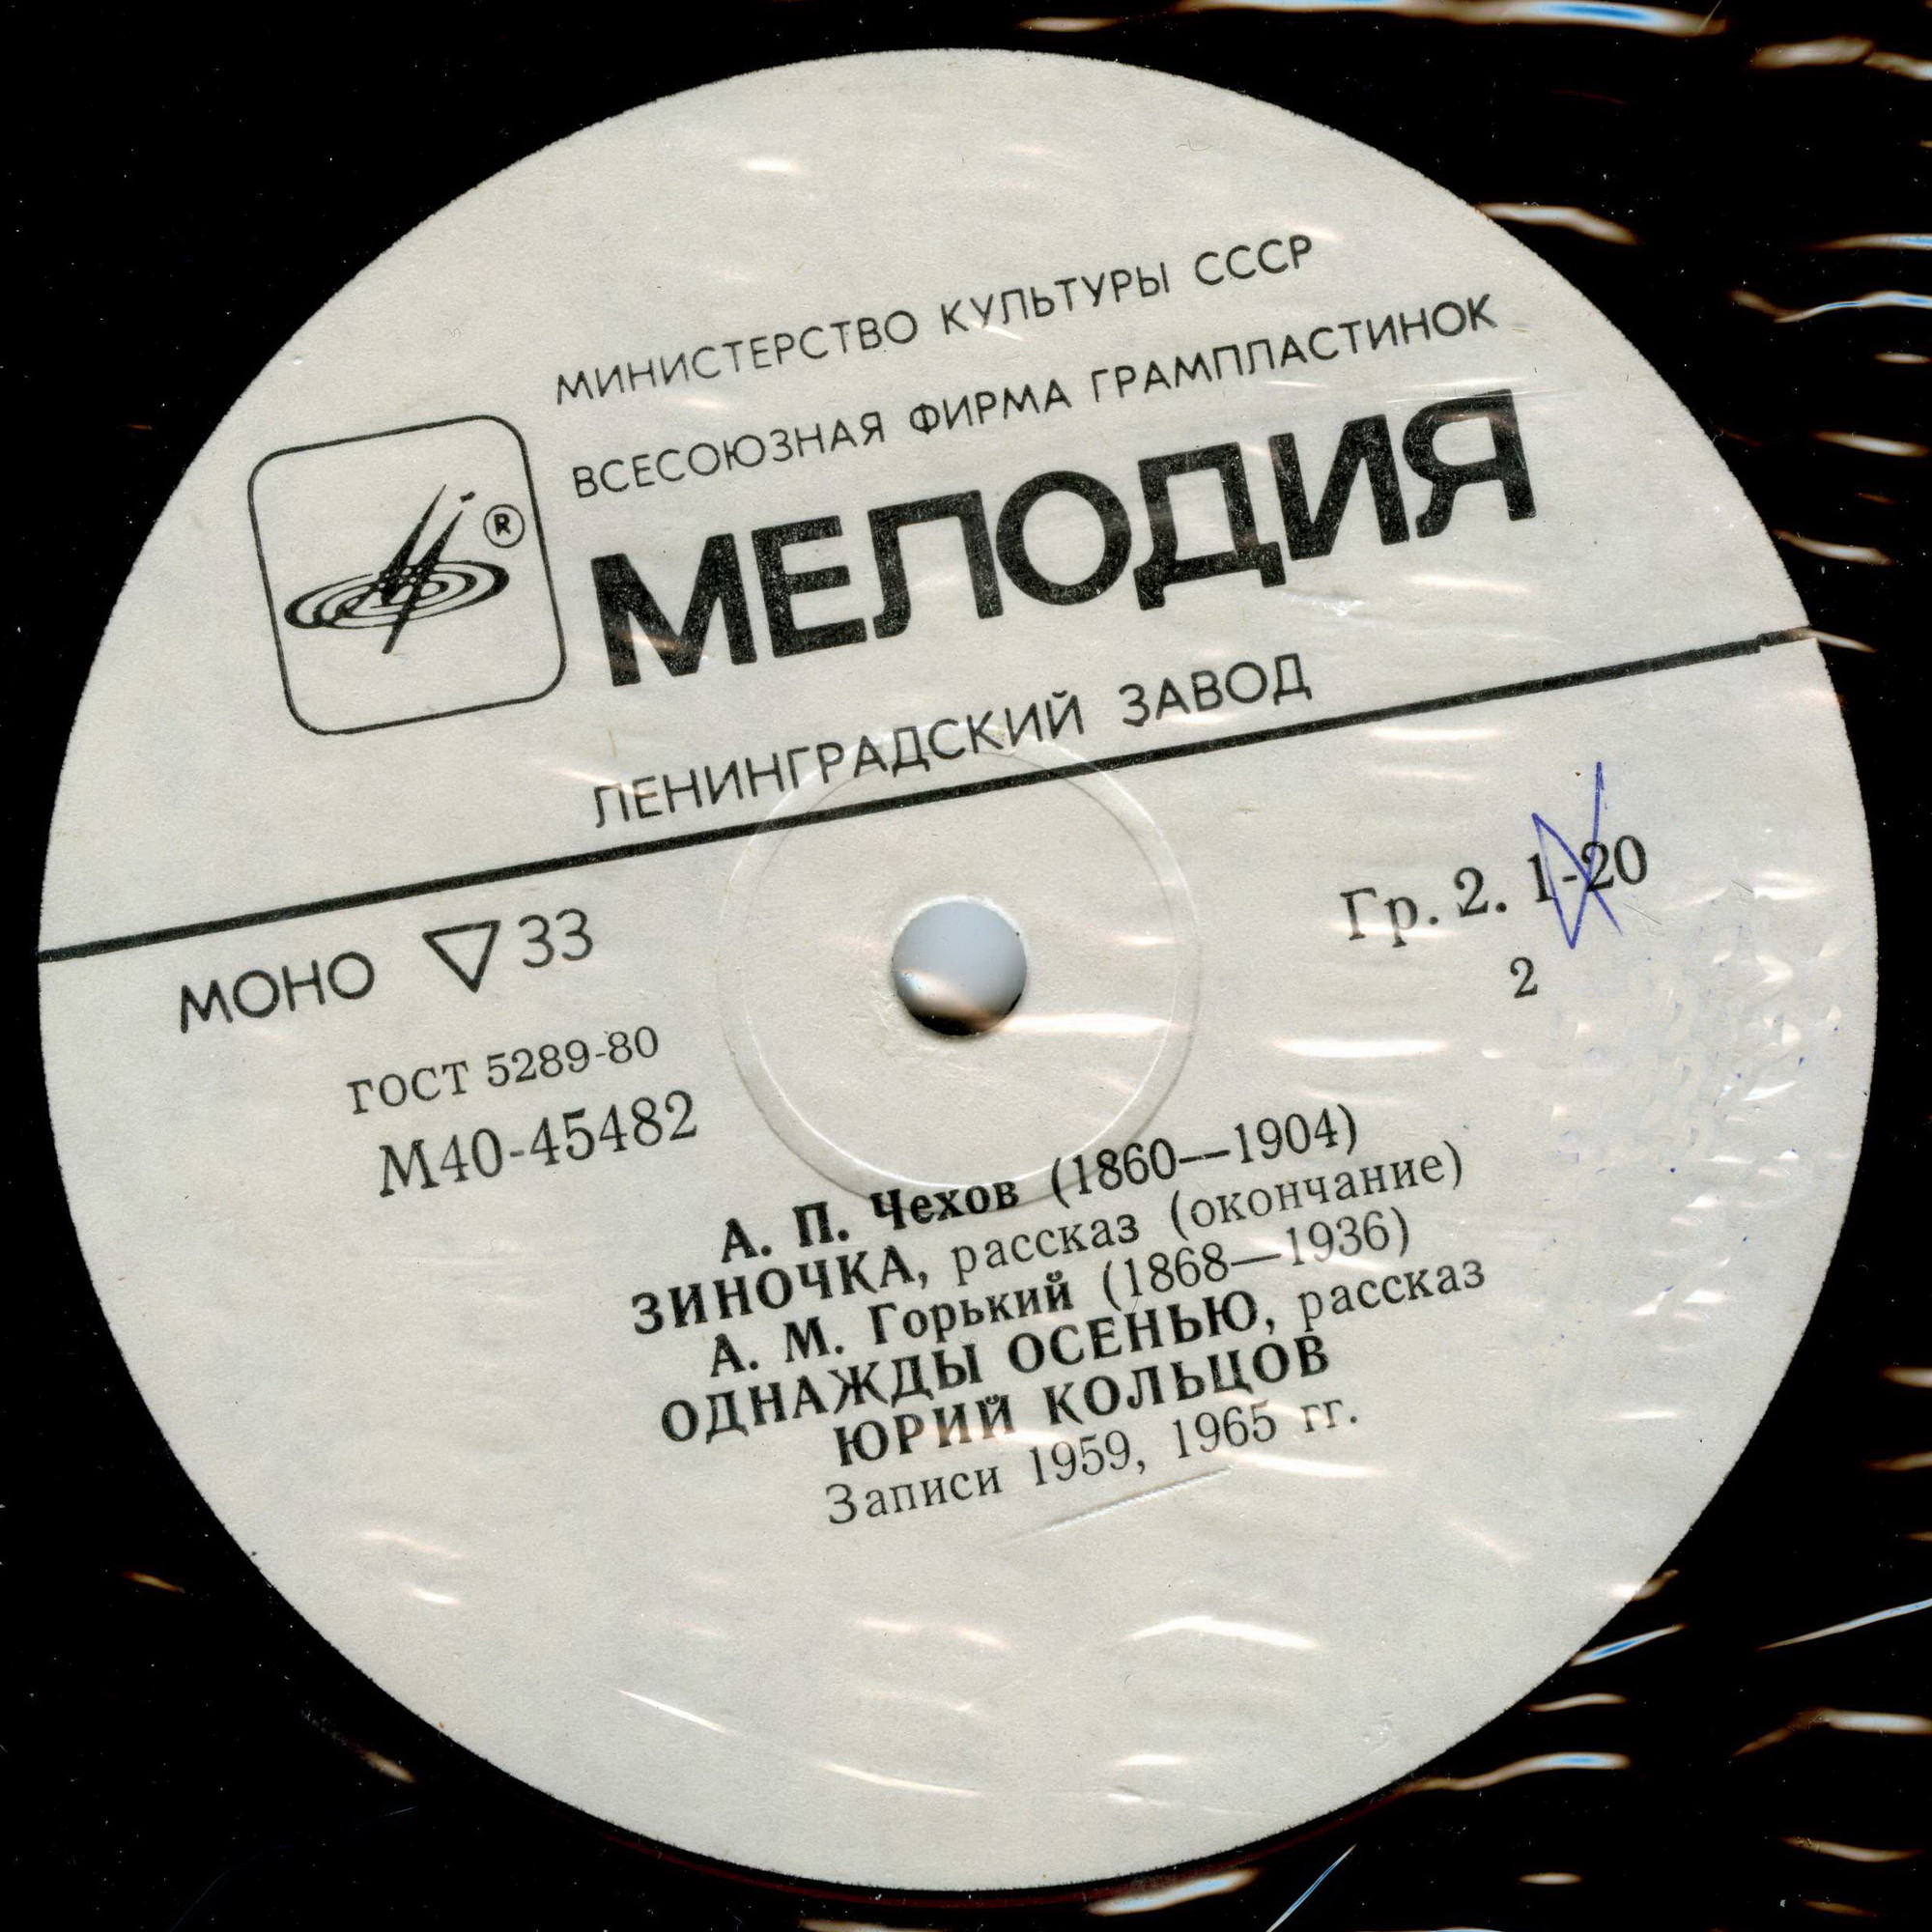 МИНИСТЕРСТВО КУЛЬТУРЫ СССР
ВСЕСОЮЗНАЯ ФИРМА ГРАМПЛАСТИНОК
МЕЛОДИЯ
®
ЛЕНИНГРАДСКИЙ ЗАВОД
МОНО ▽ 33
Гр. 2. 1-20
2
ГОСТ 5289-80
М40-45482
А. П. Чехов (1860—1904)
ЗИНОЧКА, рассказ (окончание)
А. М. Горький (1868—1936)
ОДНАЖДЫ ОСЕНЬЮ, рассказ
ЮРИЙ КОЛЬЦОВ
Записи 1959, 1965 гг.